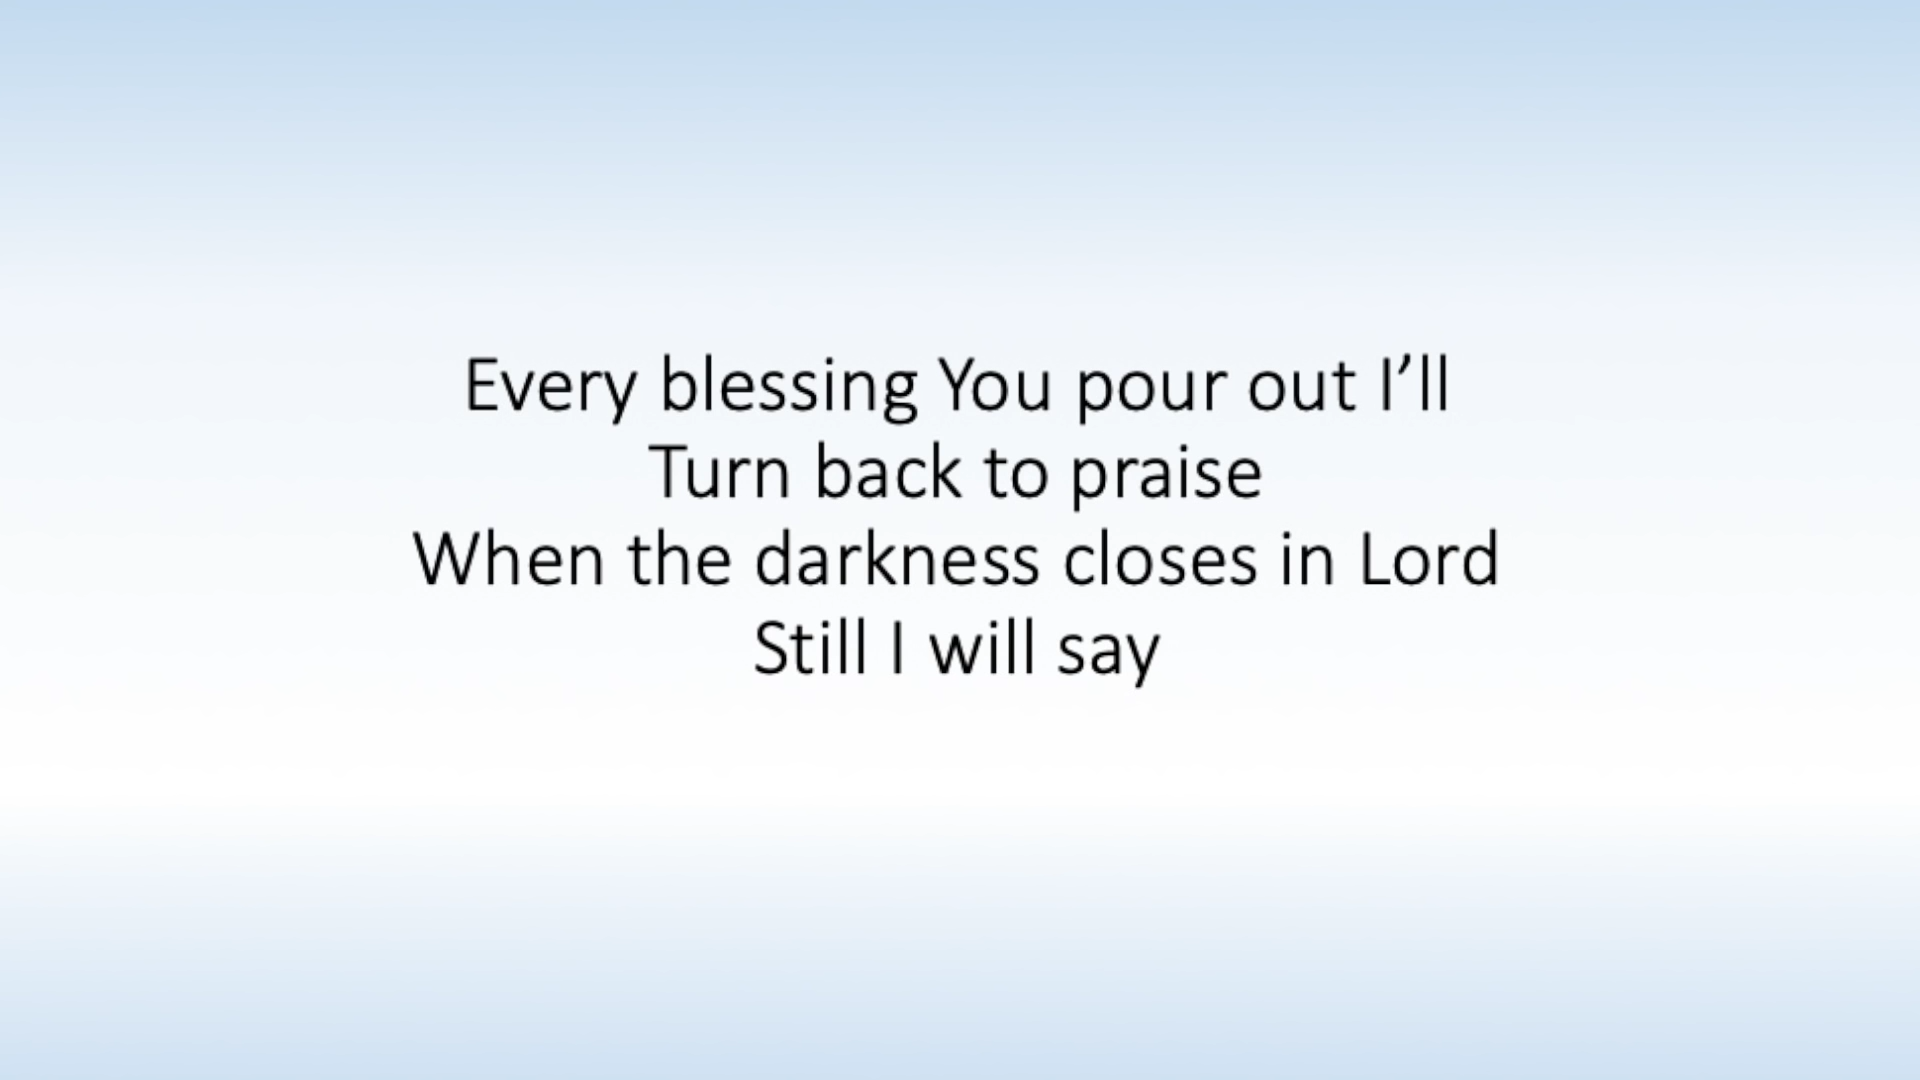 Every blessing You pour out I’ll
Turn back to praise
When the darkness closes in Lord
Still I will say